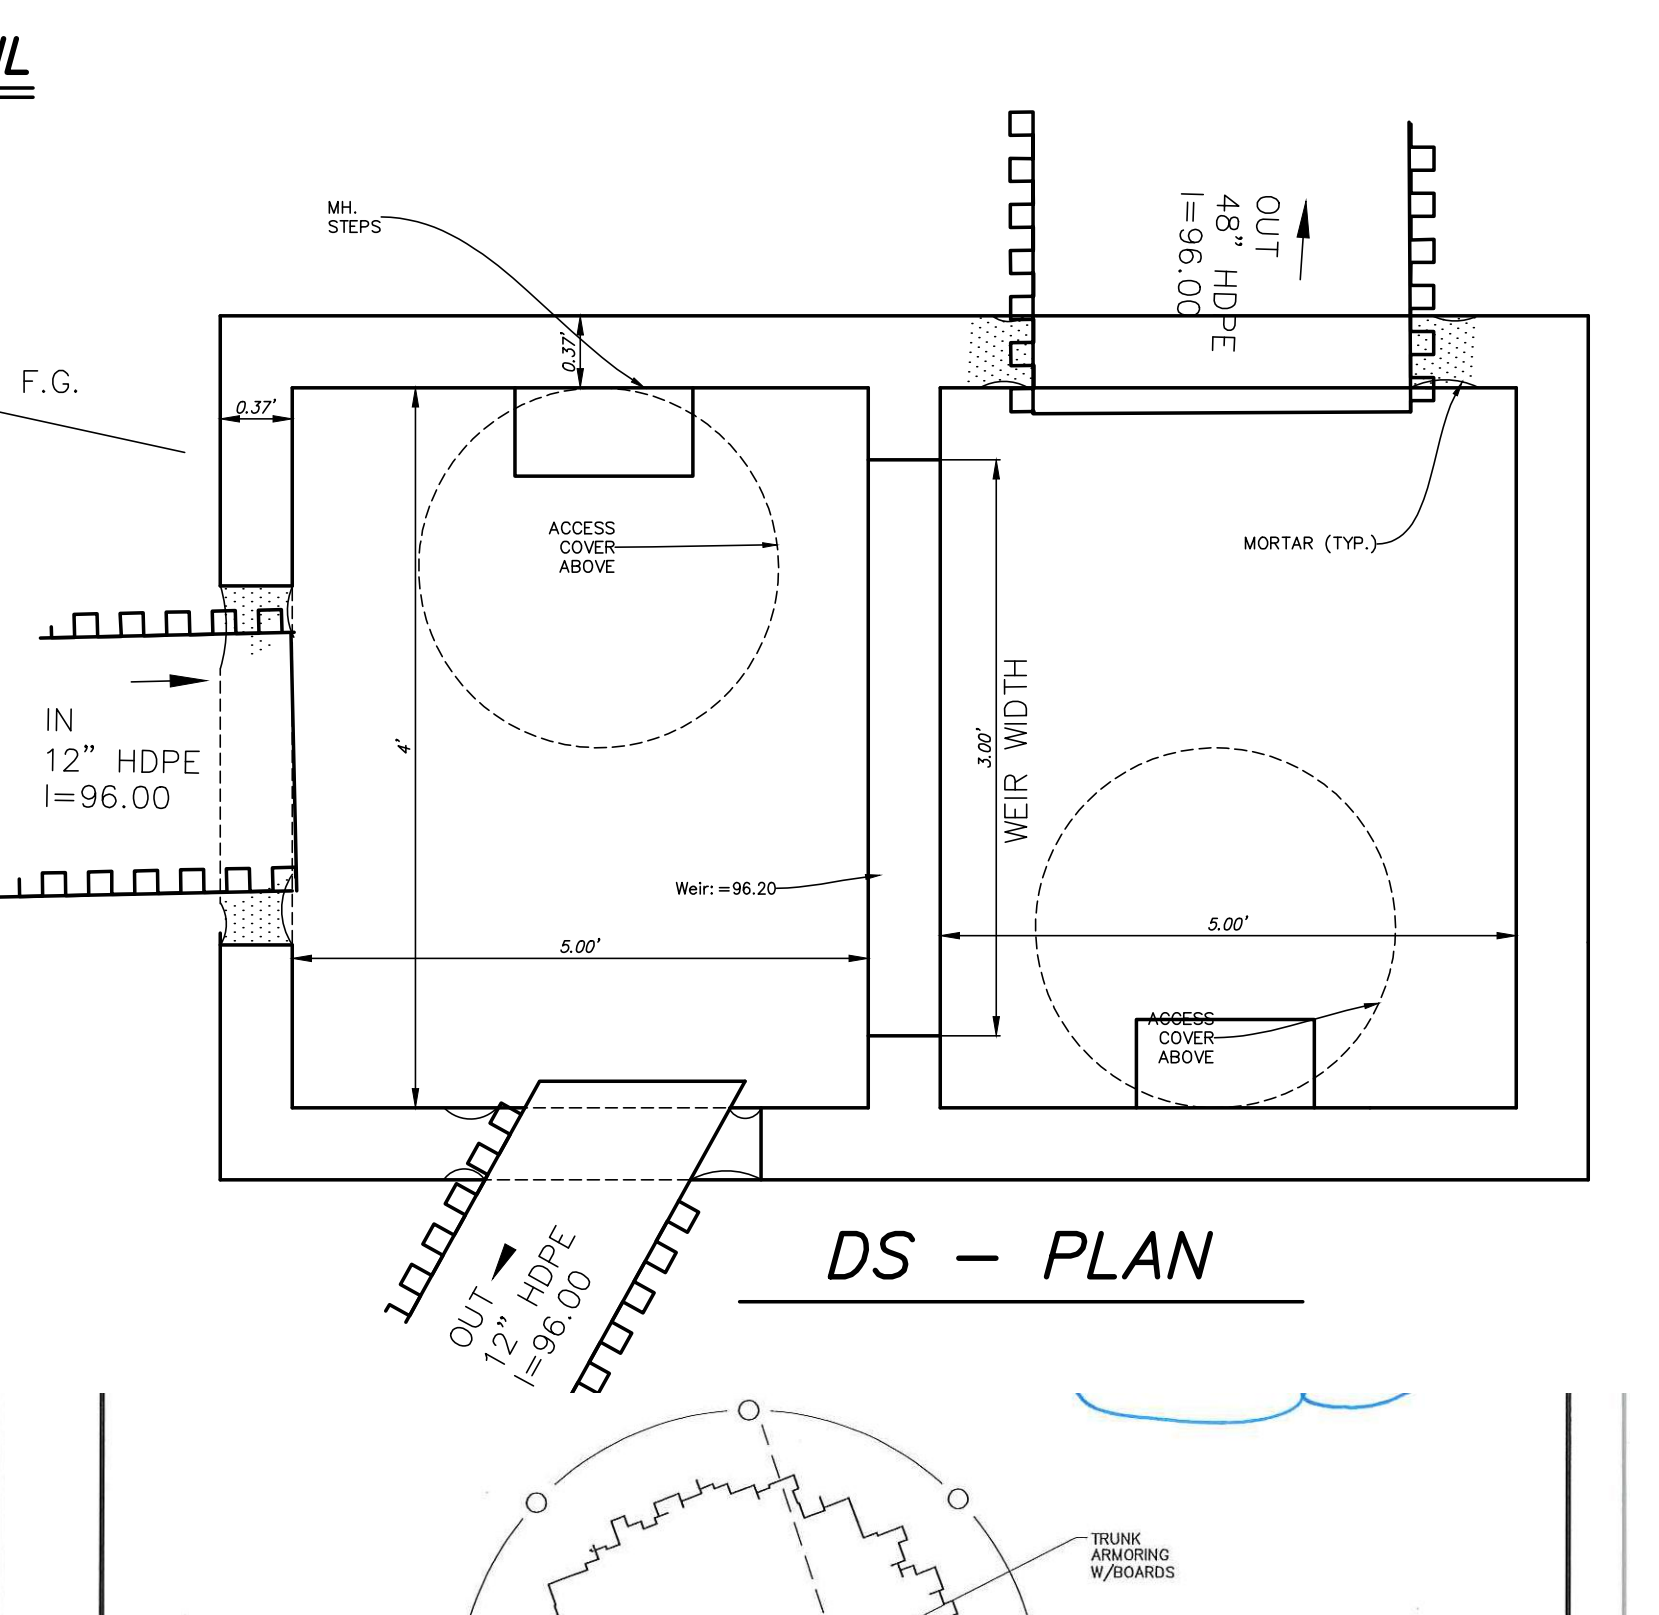 MH.
STEPS
OUT
48" HDPE
I=96.00
0.37'
F.G.
0.37'
ACCESS
COVER
ABOVE
MORTAR (TYP.)
IN
12" HDPE
I=96.00
4'
3.00'
WEIR WIDTH
Weir:=96.20
5.00'
5.00'
ACCESS
COVER
ABOVE
OUT
12" HDPE
I=96.00
DS - PLAN
TRUNK
ARMORING
W/BOARDS